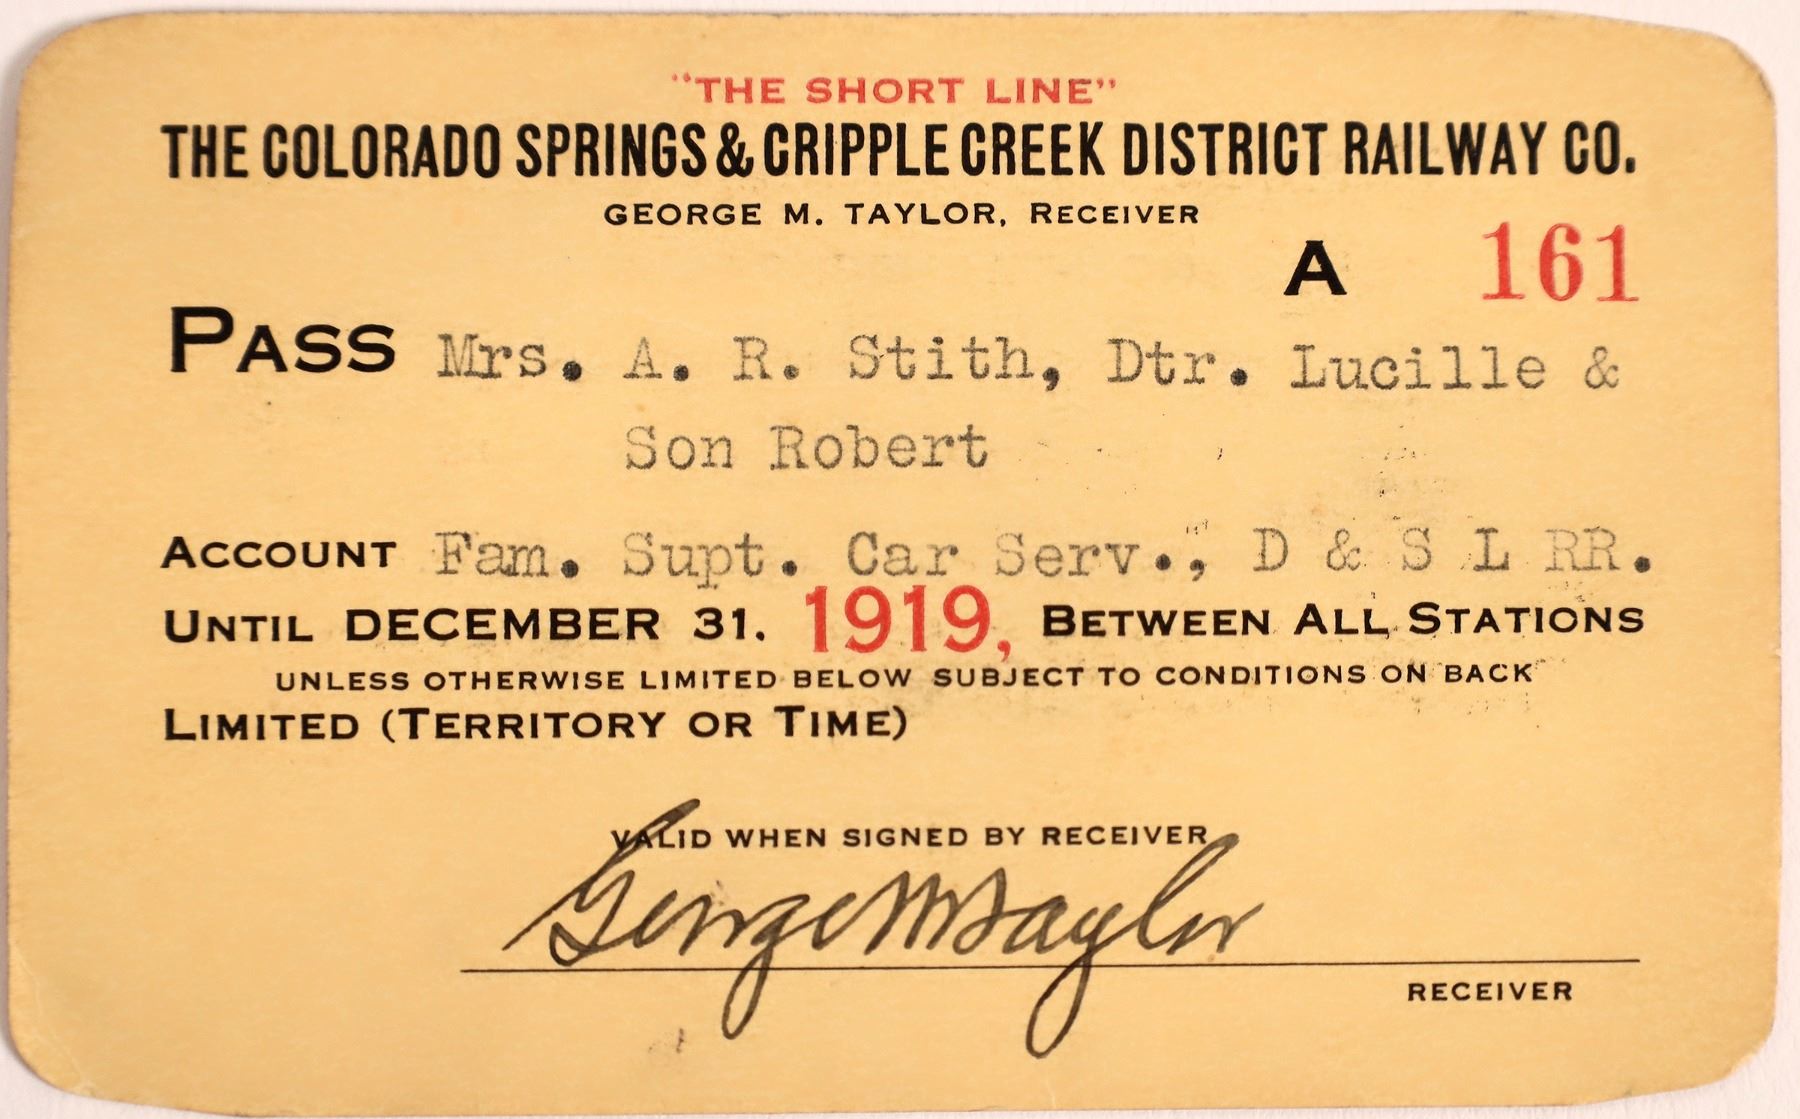 "THE SHORT LINE"
THE COLORADO SPRINGS & CRIPPLE CREEK DISTRICT RAILWAY CO.
GEORGE M. TAYLOR, RECEIVER
A 161
PASS Mrs. A. R. Stith, Dtr. Lucille &
Son Robert
ACCOUNT Fam. Supt. Car Serv., D & S L RR.
UNTIL DECEMBER 31. 1919, BETWEEN ALL STATIONS
UNLESS OTHERWISE LIMITED BELOW SUBJECT TO CONDITIONS ON BACK
LIMITED (TERRITORY OR TIME)
VALID WHEN SIGNED BY RECEIVER
George M Taylor
RECEIVER